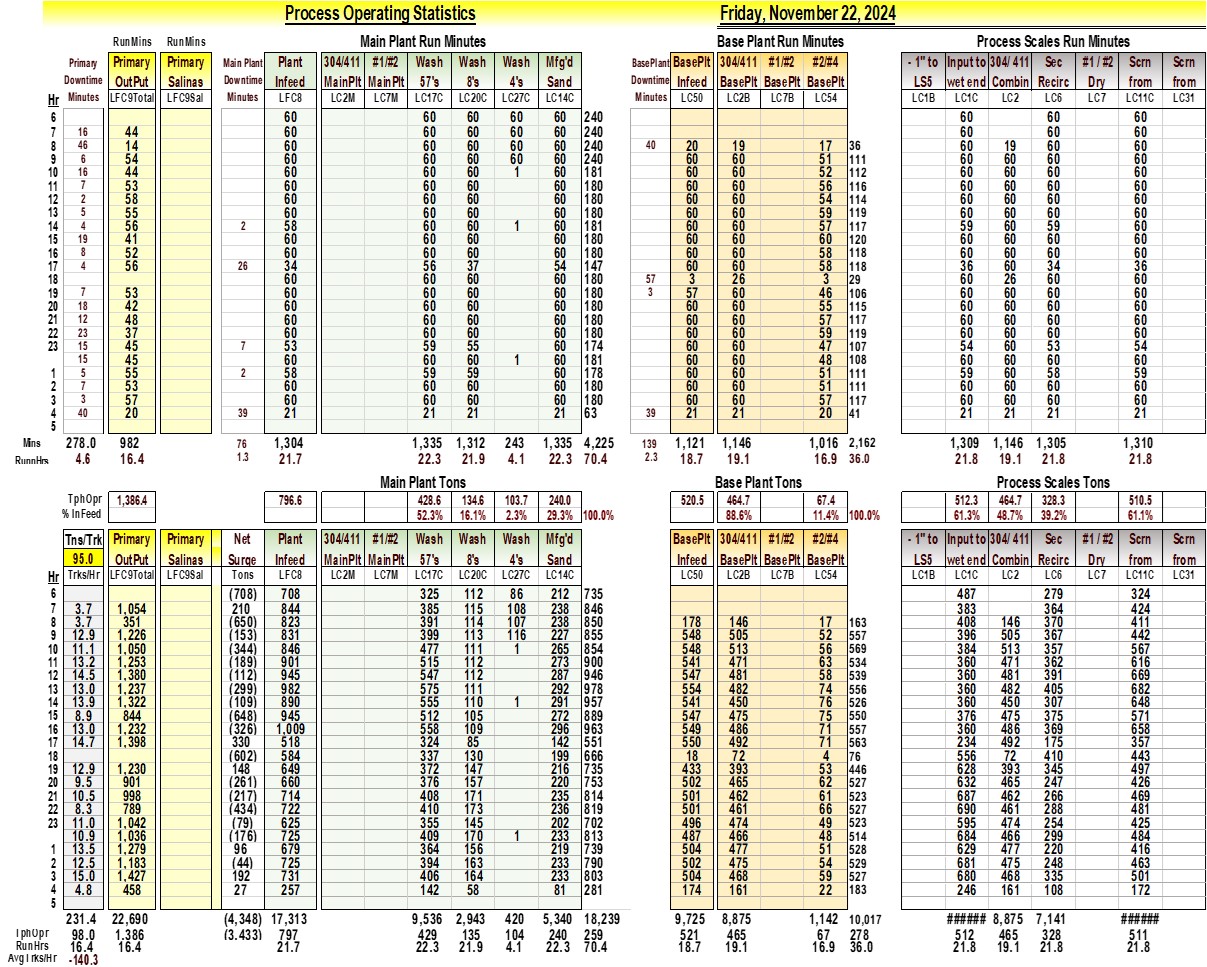 Process Operating Statistics Friday, November 22, 2024
RunMins RunMins Main Plant Run Minutes Base Plant Run Minutes Process Scales Run Minutes
Primary Primary Primary Main Plant Plant 304/411 #1/#2 Wash Wash Wash Mfg'd BasePlant BasePlt 304/411 #1/#2 #2/#4 - 1" to Input to 304/ 411 Sec #1 / #2 Scrn Scrn
Downtime OutPut Salinas Downtime Infeed MainPlt MainPlt 57's 8's 4's Sand Downtime Infeed BasePlt BasePlt BasePlt LS5 wet end Combin Recirc Dry from from
Hr Minutes LFC9Total LFC9Sal Minutes LFC8 LC2M LC7M LC17C LC20C LC27C LC14C Minutes LC50 LC2B LC7B LC54 LC1B LC1C LC2 LC6 LC7 LC11C LC31
6 60 60 60 60 60 240 60 60 60
7 16 44 60 60 60 60 60 240 60 60 60
8 46 14 60 60 60 60 60 240 40 20 19 17 36 60 19 60 60
9 6 54 60 60 60 60 60 240 60 60 51 111 60 60 60 60
10 16 44 60 60 60 1 60 181 60 60 52 112 60 60 60 60
11 7 53 60 60 60 60 180 60 60 56 116 60 60 60 60
12 2 58 60 60 60 60 180 60 60 54 114 60 60 60 60
13 5 55 60 60 60 60 180 60 60 59 119 60 60 60 60
14 4 56 2 58 60 60 1 60 181 60 60 57 117 59 60 59 60
15 19 41 60 60 60 60 180 60 60 60 120 60 60 60 60
16 8 52 60 60 60 60 180 60 60 58 118 60 60 60 60
17 4 56 26 34 56 37 54 147 60 60 58 118 36 60 34 36
18 60 60 60 60 180 57 3 26 3 29 60 26 60 60
19 7 53 60 60 60 60 180 3 57 60 46 106 60 60 60 60
20 18 42 60 60 60 60 180 60 60 55 115 60 60 60 60
21 12 48 60 60 60 60 180 60 60 57 117 60 60 60 60
22 23 37 60 60 60 60 180 60 60 59 119 60 60 60 60
23 15 45 7 53 59 55 60 174 60 60 47 107 54 60 53 54
15 45 60 60 60 1 60 181 60 60 48 108 60 60 60 60
1 5 55 2 58 59 59 60 178 60 60 51 111 59 60 58 59
2 7 53 60 60 60 60 180 60 60 51 111 60 60 60 60
3 3 57 60 60 60 60 180 60 60 57 117 60 60 60 60
4 40 20 39 21 21 21 21 63 39 21 21 20 41 21 21 21 21
5
Mins 278.0 982 76 1,304 1,335 1,312 243 1,335 4,225 139 1,121 1,146 1,016 2,162 1,309 1,146 1,305 1,310
RunnHrs 4.6 16.4 1.3 21.7 22.3 21.9 4.1 22.3 70.4 2.3 18.7 19.1 16.9 36.0 21.8 19.1 21.8 21.8
Main Plant Tons Base Plant Tons Process Scales Tons
TphOpr 1,386.4 796.6 428.6 134.6 103.7 240.0 520.5 464.7 67.4 512.3 464.7 328.3 510.5
% InFeed 52.3% 16.1% 2.3% 29.3% 100.0% 88.6% 11.4% 100.0% 61.3% 48.7% 39.2% 61.1%
Tns/Trk Primary Primary Net Plant 304/411 #1/#2 Wash Wash Wash Mfg'd BasePlt 304/411 #1/#2 #2/#4 - 1" to Input to 304/ 411 Sec #1 / #2 Scrn Scrn
95.0 OutPut Salinas Surge Infeed MainPlt MainPlt 57's 8's 4's Sand Infeed BasePlt BasePlt BasePlt LS5 wet end Combin Recirc Dry from from
Hr Trks/Hr LFC9Total LFC9Sal Tons LFC8 LC2M LC7M LC17C LC20C LC27C LC14C LC50 LC2B LC7B LC54 LC1B LC1C LC2 LC6 LC7 LC11C LC31
6 (708) 708 325 112 86 212 735 487 279 324
7 3.7 1,054 210 844 385 115 108 238 846 383 364 424
8 3.7 351 (650) 823 391 114 107 238 850 178 146 17 163 408 146 370 411
9 12.9 1,226 (153) 831 399 113 116 227 855 548 505 52 557 396 505 367 442
10 11.1 1,050 (344) 846 477 111 1 265 854 548 513 56 569 384 513 357 567
11 13.2 1,253 (189) 901 515 112 273 900 541 471 63 534 360 471 362 616
12 14.5 1,380 (112) 945 547 112 287 946 547 481 58 539 360 481 391 669
13 13.0 1,237 (299) 982 575 111 292 978 554 482 74 556 360 482 405 682
14 13.9 1,322 (109) 890 555 110 1 291 957 541 450 76 526 360 450 307 648
15 8.9 844 (648) 945 512 105 272 889 547 475 75 550 376 475 375 571
16 13.0 1,232 (326) 1,009 558 109 296 963 549 486 71 557 360 486 369 658
17 14.7 1,398 330 518 324 85 142 551 550 492 71 563 234 492 175 357
18 (602) 584 337 130 199 666 18 72 4 76 556 72 410 443
19 12.9 1,230 148 649 372 147 216 735 433 393 53 446 628 393 345 497
20 9.5 901 (261) 660 376 157 220 753 502 465 62 527 632 465 247 426
21 10.5 998 (217) 714 408 171 235 814 501 462 61 523 687 462 266 469
22 8.3 789 (434) 722 410 173 236 819 501 461 66 527 690 461 288 481
23 11.0 1,042 (79) 625 355 145 202 702 496 474 49 523 595 474 254 425
10.9 1,036 (176) 725 409 170 1 233 813 487 466 48 514 684 466 299 484
1 13.5 1,279 96 679 364 156 219 739 504 477 51 528 629 477 220 416
2 12.5 1,183 (44) 725 394 163 233 790 502 475 54 529 681 475 248 463
3 15.0 1,427 192 731 406 164 233 803 504 468 59 527 680 468 335 501
4 4.8 458 27 257 142 58 81 281 174 161 22 183 246 161 108 172
5
231.4 22,690 (4,348) 17,313 9,536 2,943 420 5,340 18,239 9,725 8,875 1,142 10,017 ###### 8,875 7,141 ######
TphOpr 98.0 1,386 (3,433) 797 429 135 104 240 259 521 465 67 278 512 465 328 511
RunHrs 16.4 16.4 21.7 22.3 21.9 4.1 22.3 70.4 18.7 19.1 16.9 36.0 21.8 19.1 21.8 21.8
AvgTrks/Hr -140.3